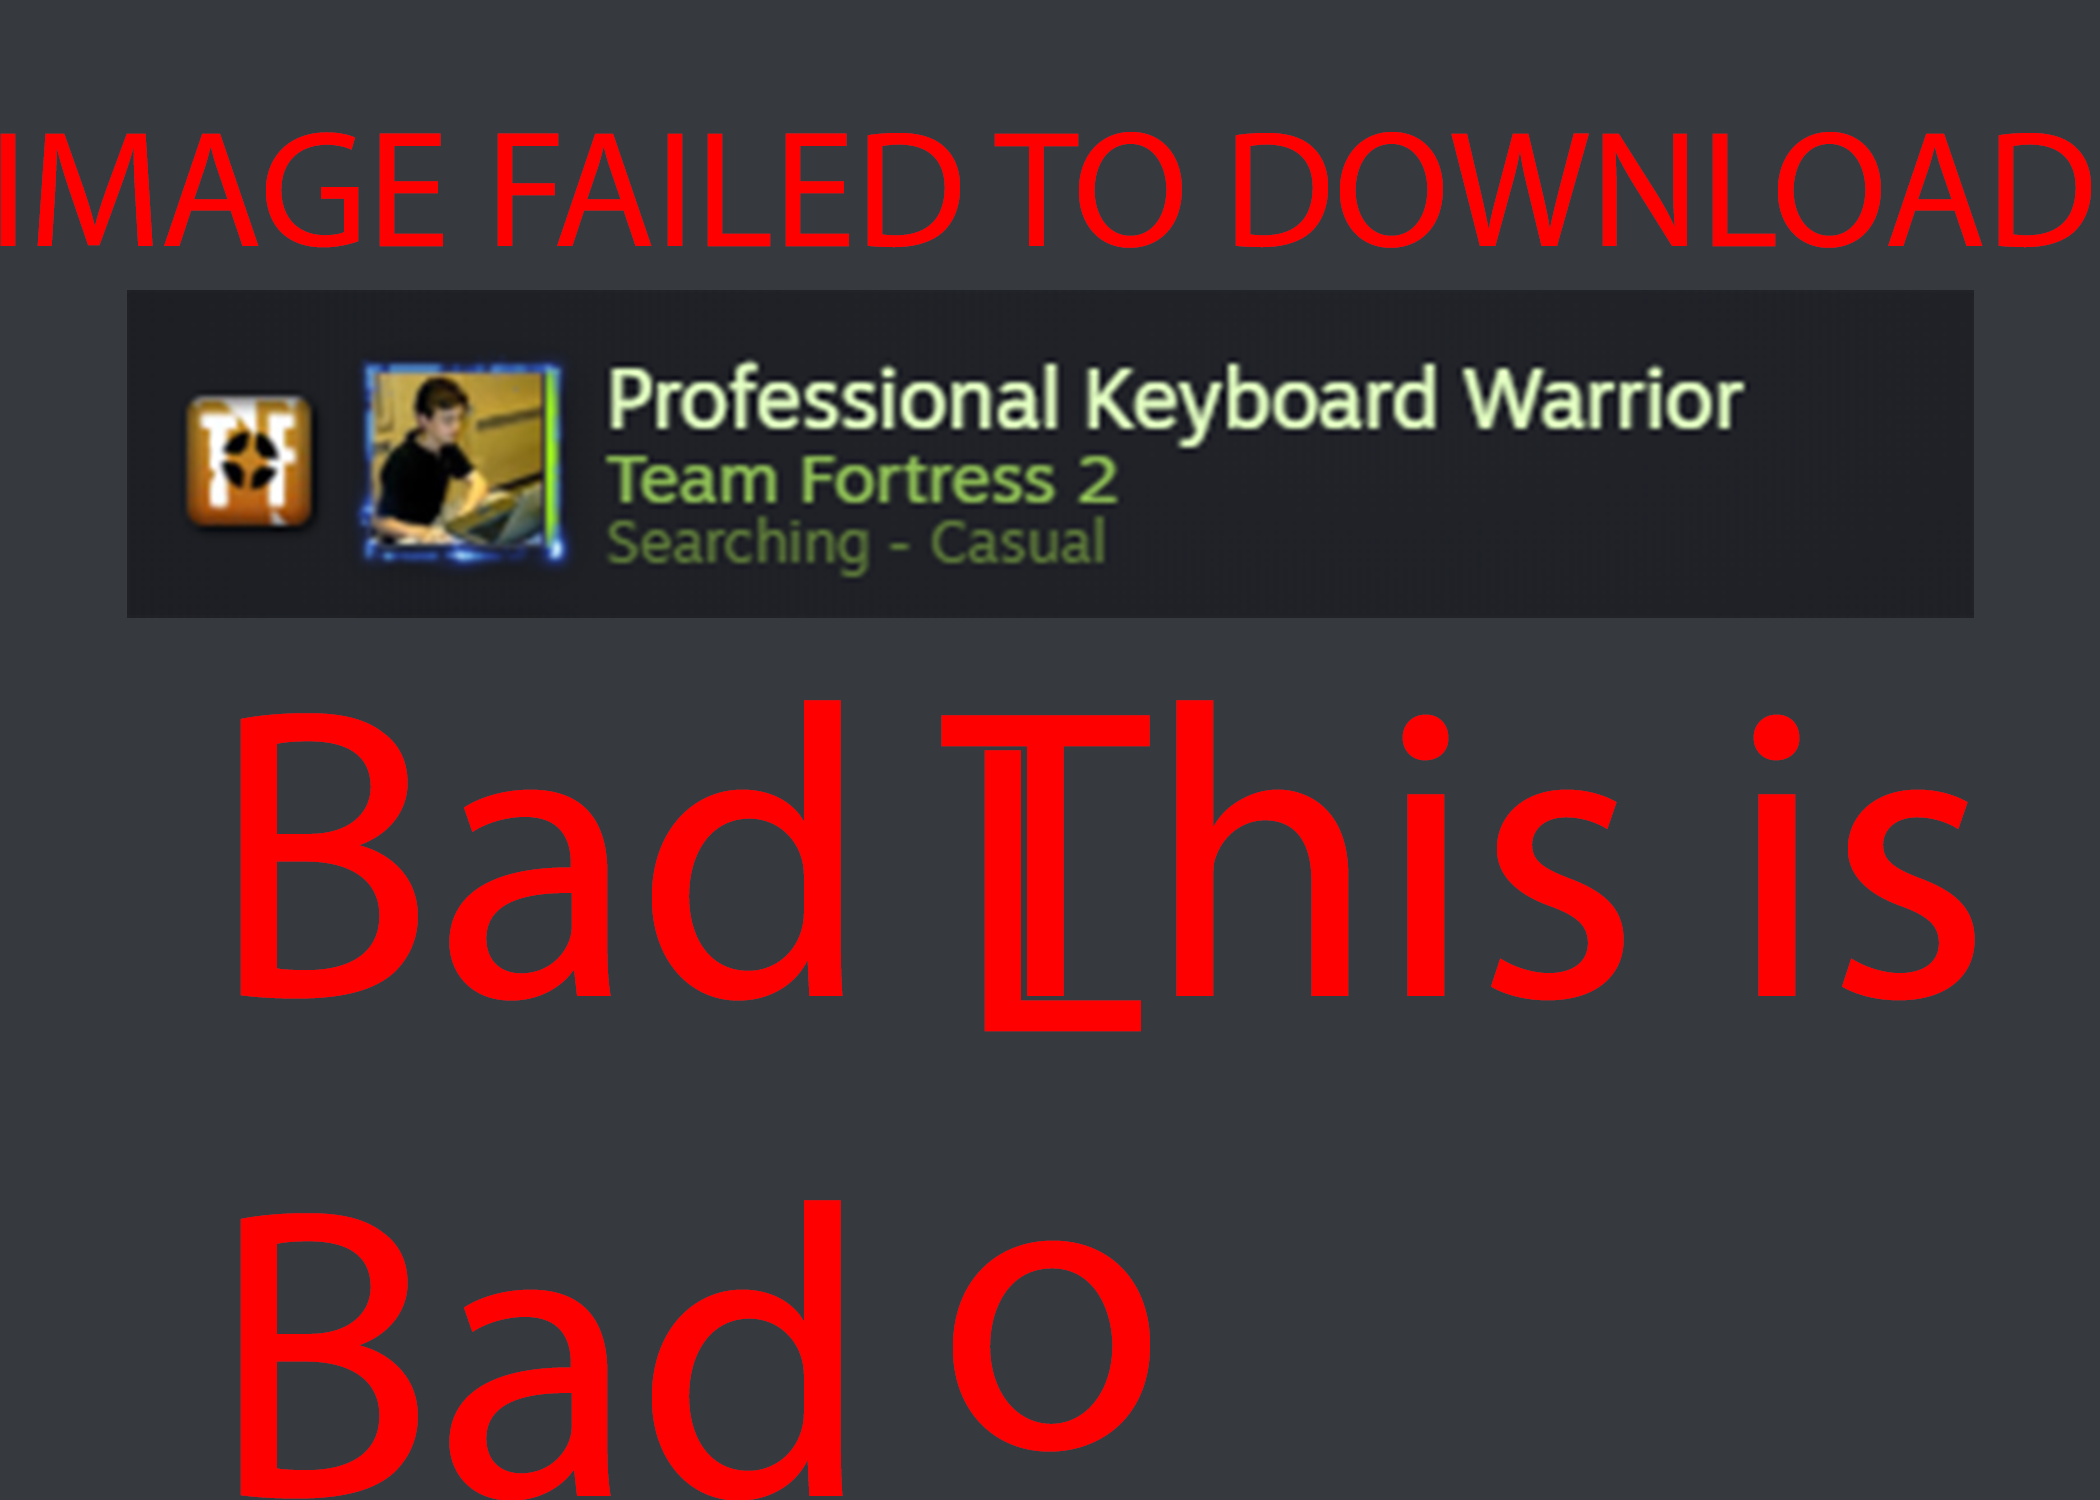 IMAGE FAILED TO DOWNLOAD
Professional Keyboard Warrior
Team Fortress 2
Searching - Casual
Bad This is
L
Bad o